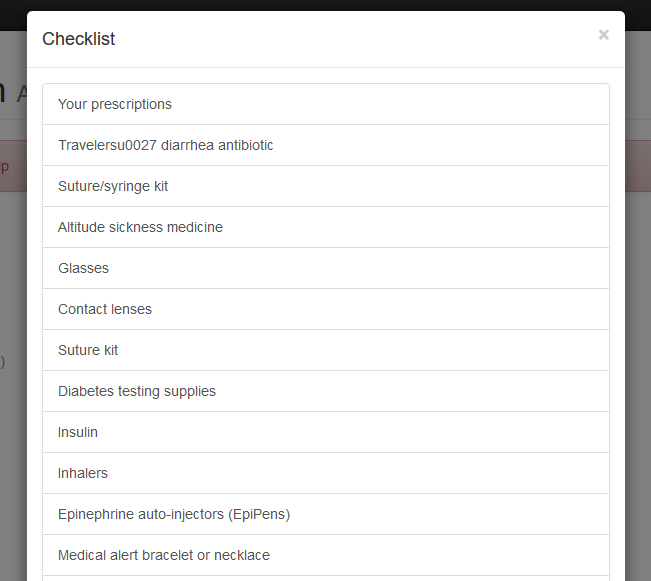 Checklist
×
Your prescriptions
Travelersu0027 diarrhea antibiotic
Suture/syringe kit
Altitude sickness medicine
Glasses
Contact lenses
Suture kit
Diabetes testing supplies
Insulin
Inhalers
Epinephrine auto-injectors (EpiPens)
Medical alert bracelet or necklace